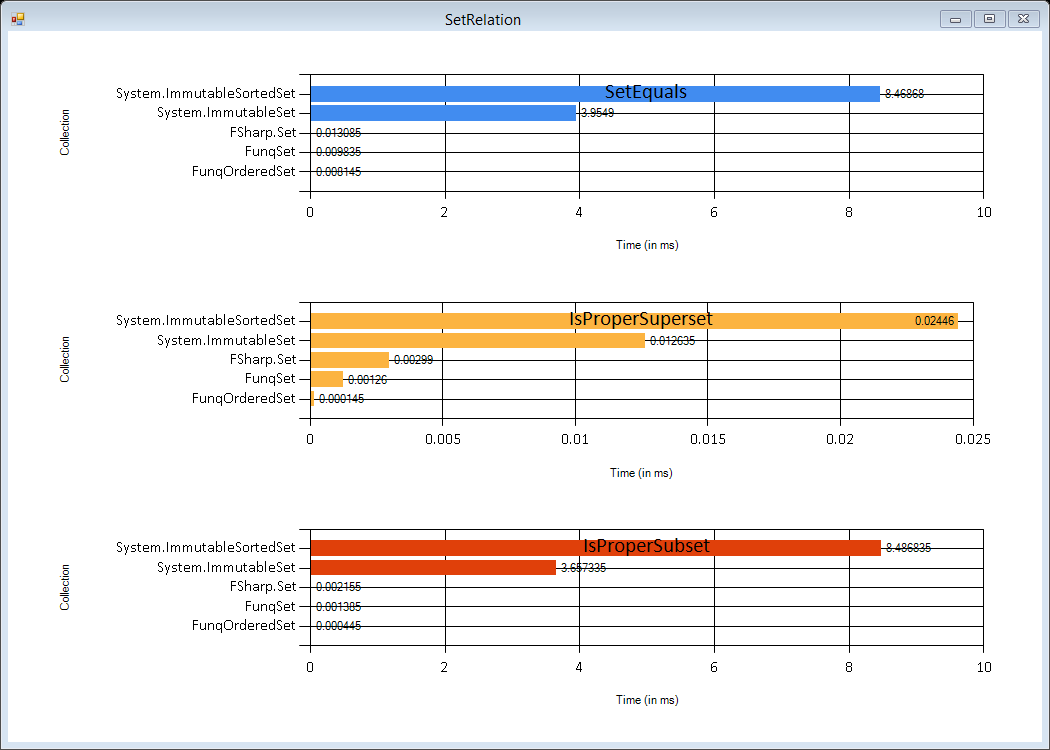 SetRelation
SetEquals
System.ImmutableSortedSet 8.46868
System.ImmutableSet 3.9549
FSharp.Set 0.013085
FunqSet 0.009835
FunqOrderedSet 0.008145
Collection
0 2 4 6 8 10
Time (in ms)
IsProperSuperset
System.ImmutableSortedSet 0.02446
System.ImmutableSet 0.012635
FSharp.Set 0.00299
FunqSet 0.00126
FunqOrderedSet 0.000145
Collection
0 0.005 0.01 0.015 0.02 0.025
Time (in ms)
IsProperSubset
System.ImmutableSortedSet 8.486835
System.ImmutableSet 3.657335
FSharp.Set 0.002155
FunqSet 0.001385
FunqOrderedSet 0.000445
Collection
0 2 4 6 8 10
Time (in ms)